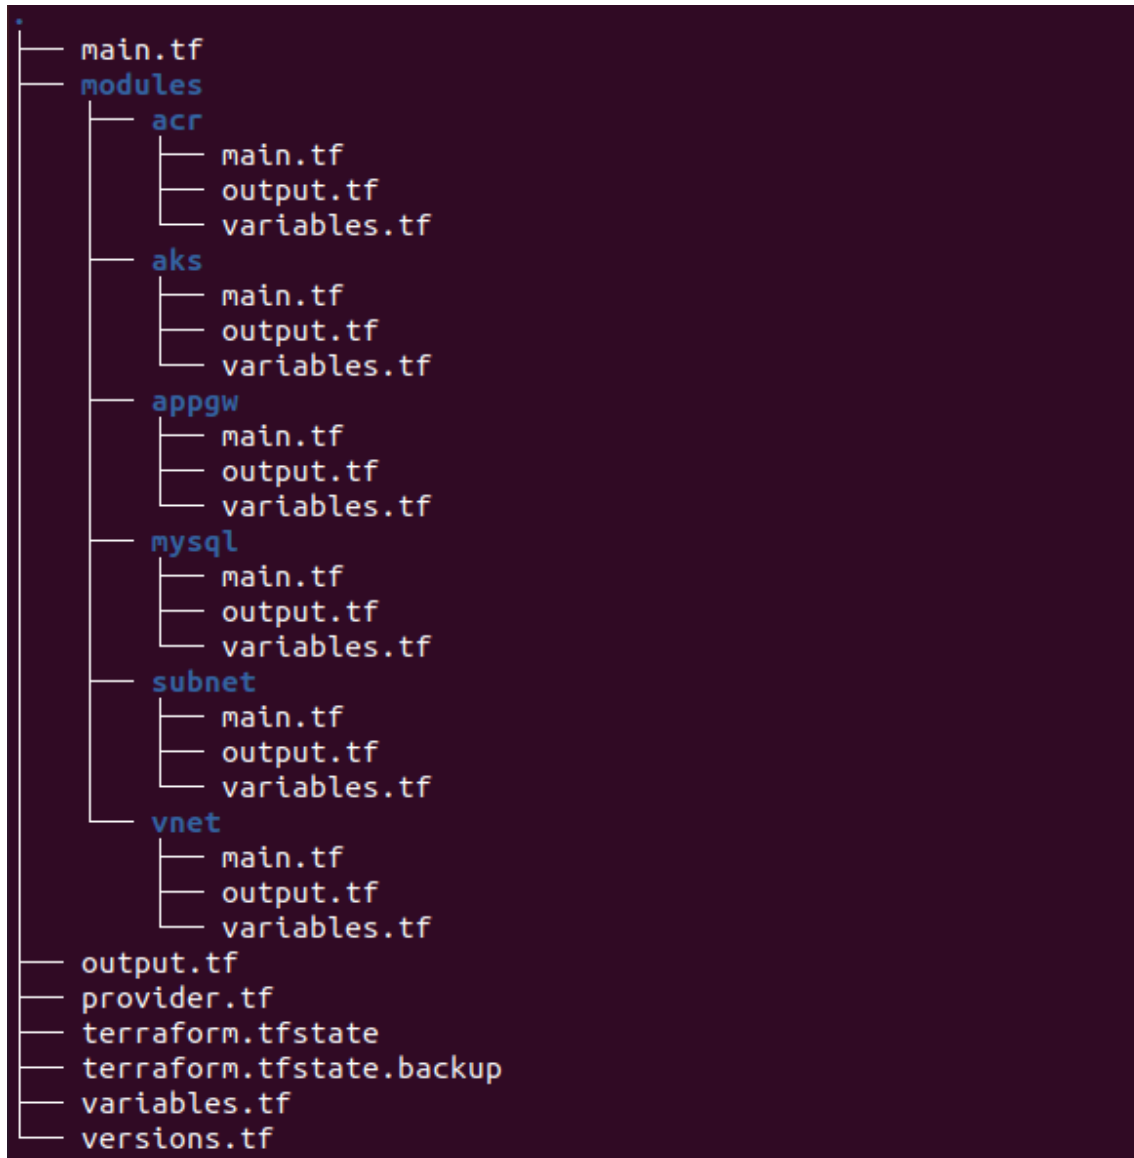 .
├── main.tf
├── modules
│   ├── acr
│   │   ├── main.tf
│   │   ├── output.tf
│   │   └── variables.tf
│   ├── aks
│   │   ├── main.tf
│   │   ├── output.tf
│   │   └── variables.tf
│   ├── appgw
│   │   ├── main.tf
│   │   ├── output.tf
│   │   └── variables.tf
│   ├── mysql
│   │   ├── main.tf
│   │   ├── output.tf
│   │   └── variables.tf
│   ├── subnet
│   │   ├── main.tf
│   │   ├── output.tf
│   │   └── variables.tf
│   └── vnet
│       ├── main.tf
│       ├── output.tf
│       └── variables.tf
├── output.tf
├── provider.tf
├── terraform.tfstate
├── terraform.tfstate.backup
├── variables.tf
└── versions.tf